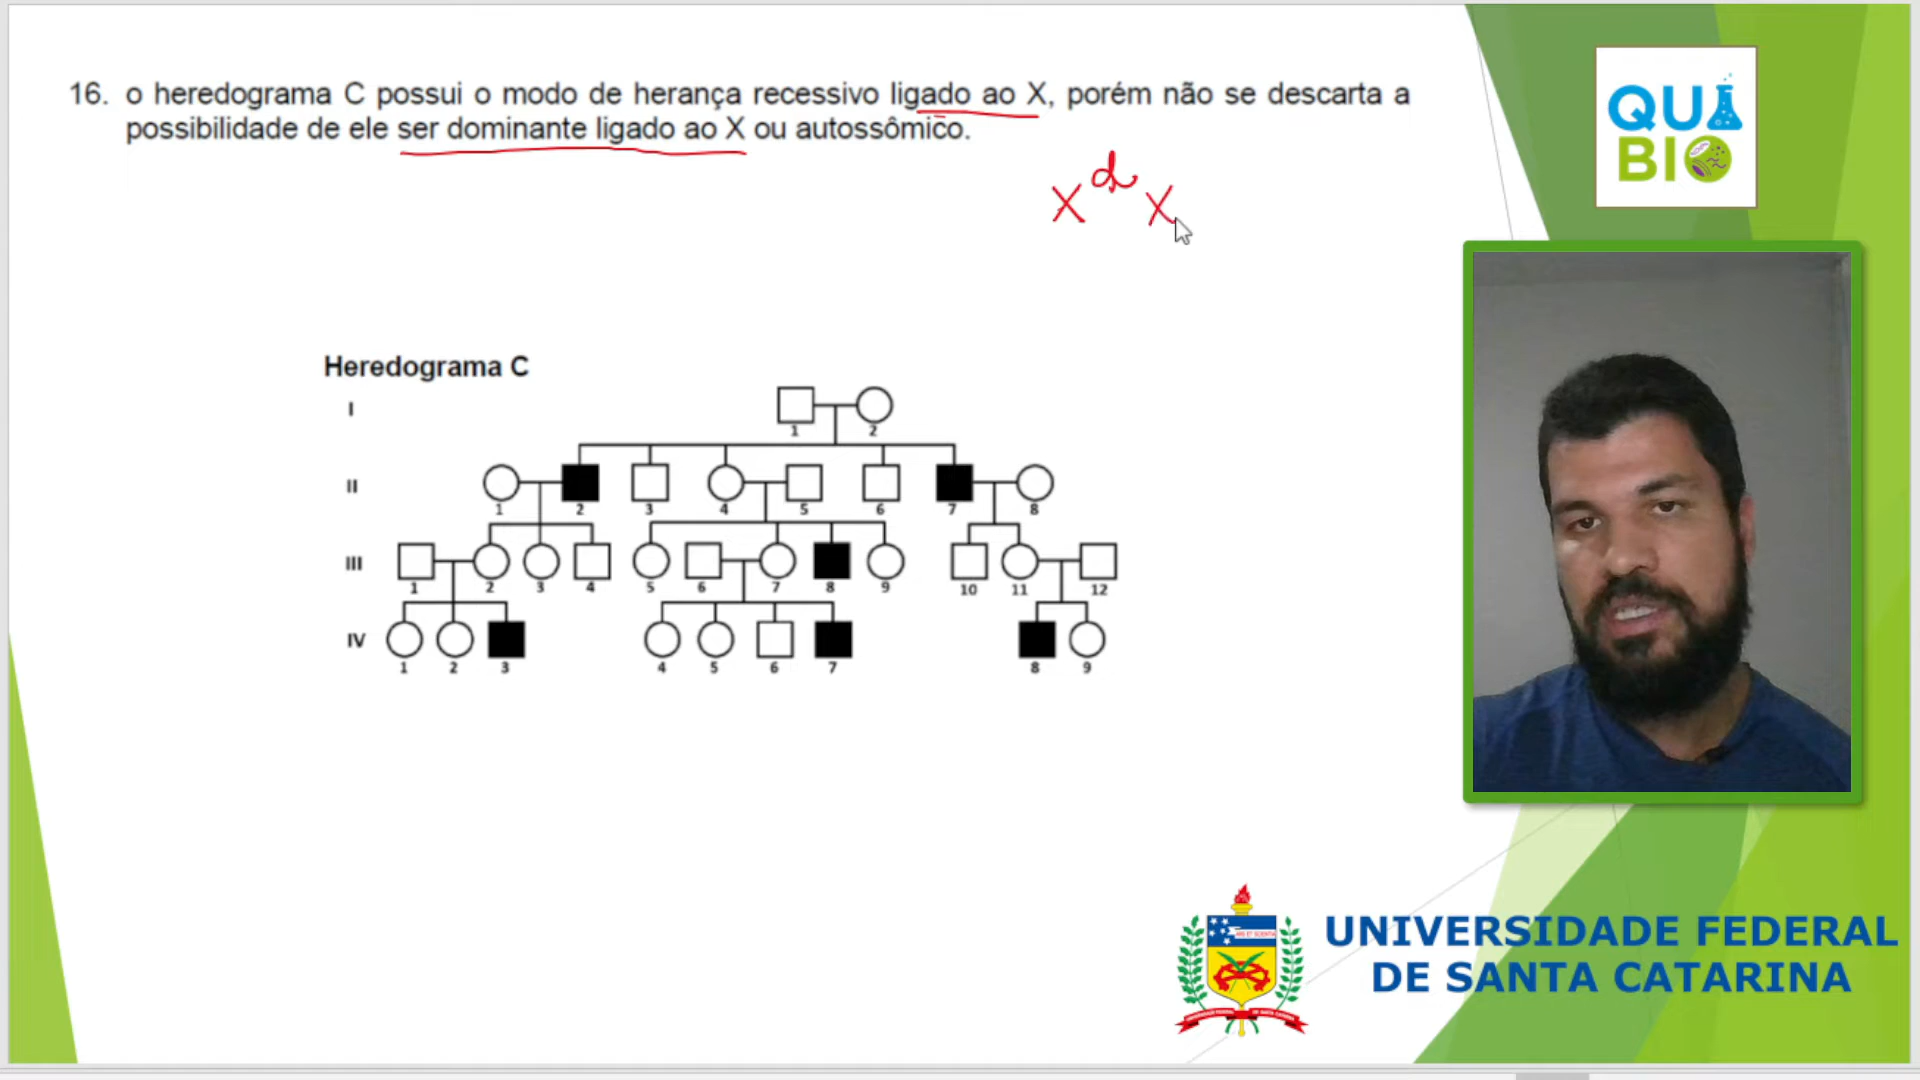 16. o heredograma C possui o modo de herança recessivo ligado ao X, porém não se descarta a
possibilidade de ele ser dominante ligado ao X ou autossômico.
X d X
QUI
BIO
Heredograma C
I
1 2
II
1 2 3 4 5 6 7 8
III
1 2 3 4 5 6 7 8 9 10 11 12
IV
1 2 3 4 5 6 7 8 9
UNIVERSIDADE FEDERAL
DE SANTA CATARINA